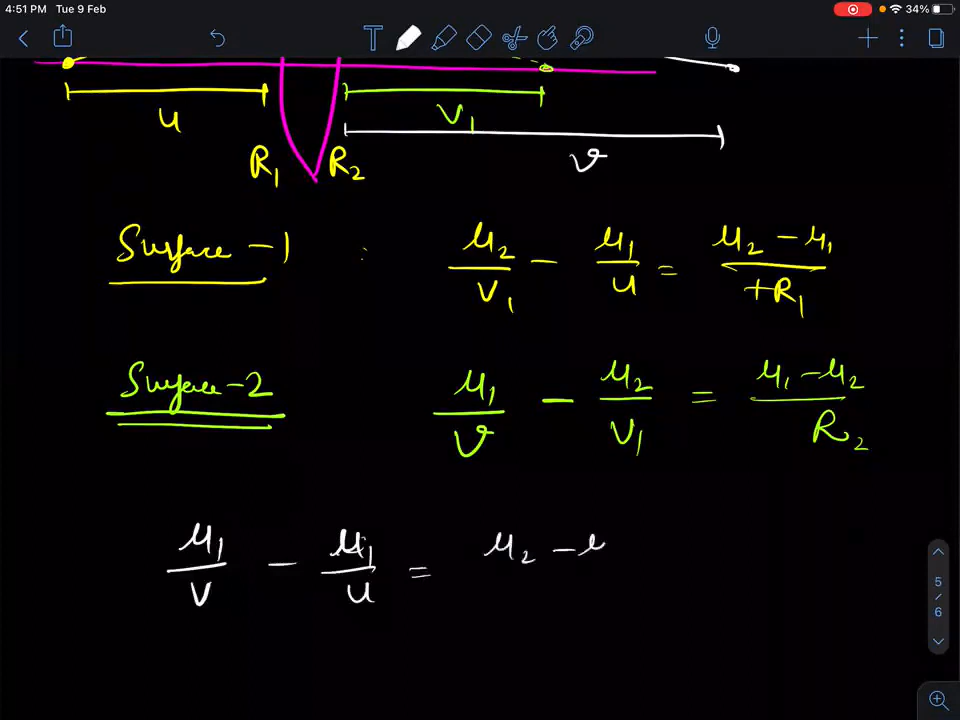 4:51 PM Tue 9 Feb 34%
T
u
V₁
R₁ R₂
v
Surface -1 : μ₂/V₁ - μ₁/u = μ₂ - μ₁/+R₁
Surface -2 μ₁/v - μ₂/V₁ = μ₁ - μ₂/R₂
μ₁/v - μ₁/u = μ₂ -
5
/
6